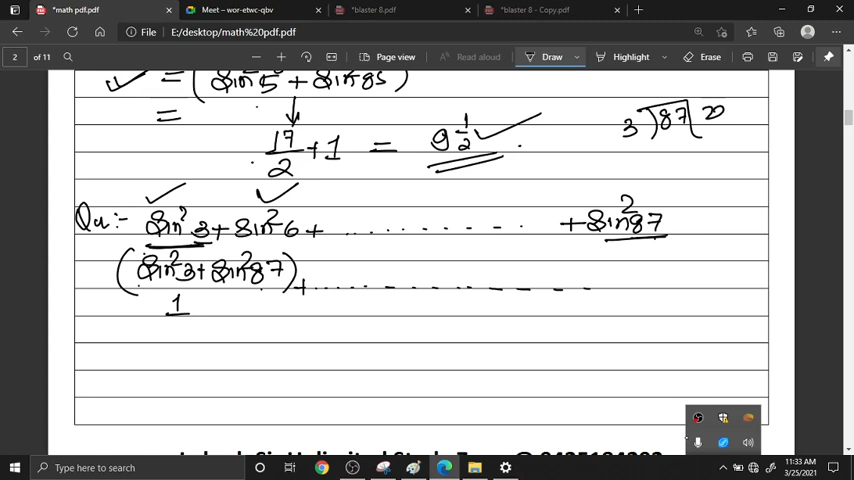 *math pdf.pdf
Meet – wor-etwc-qbv
*blaster 8.pdf
*blaster 8 - Copy.pdf
File
E:/desktop/math%20pdf.pdf
2
of 11
Page view
Read aloud
Draw
Highlight
Erase
= (Sin²5 + Sin²85)
=
17/2 + 1 = 9 1/2
3)87(
Qu:- Sin²3 + Sin²6 + ......... + Sin²87
(Sin²3 + Sin²87) + ...............
1
Type here to search
11:33 AM
3/25/2021